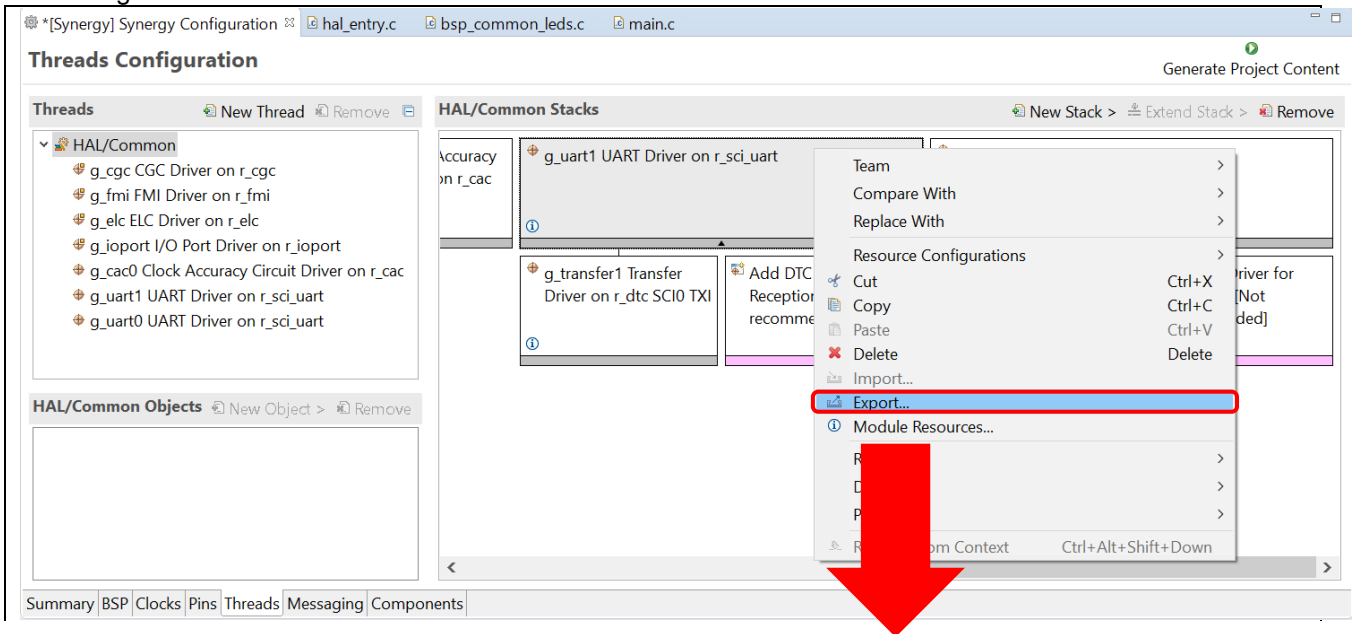 *[Synergy] Synergy Configuration hal_entry.c bsp_common_leds.c main.c
Threads Configuration
Generate Project Content
Threads New Thread Remove
HAL/Common
g_cgc CGC Driver on r_cgc
g_fmi FMI Driver on r_fmi
g_elc ELC Driver on r_elc
g_ioport I/O Port Driver on r_ioport
g_cac0 Clock Accuracy Circuit Driver on r_cac
g_uart1 UART Driver on r_sci_uart
g_uart0 UART Driver on r_sci_uart
HAL/Common Objects New Object > Remove
HAL/Common Stacks New Stack > Extend Stack > Remove
Accuracy
on r_cac
g_uart1 UART Driver on r_sci_uart
g_transfer1 Transfer
Driver on r_dtc SCI0 TXI
Add DTC
Reception
recomme
Driver for
[Not
ded]
Team
Compare With
Replace With
Resource Configurations
Cut Ctrl+X
Copy Ctrl+C
Paste Ctrl+V
Delete Delete
Import...
Export...
Module Resources...
R
D
P
R om Context Ctrl+Alt+Shift+Down
Summary BSP Clocks Pins Threads Messaging Components